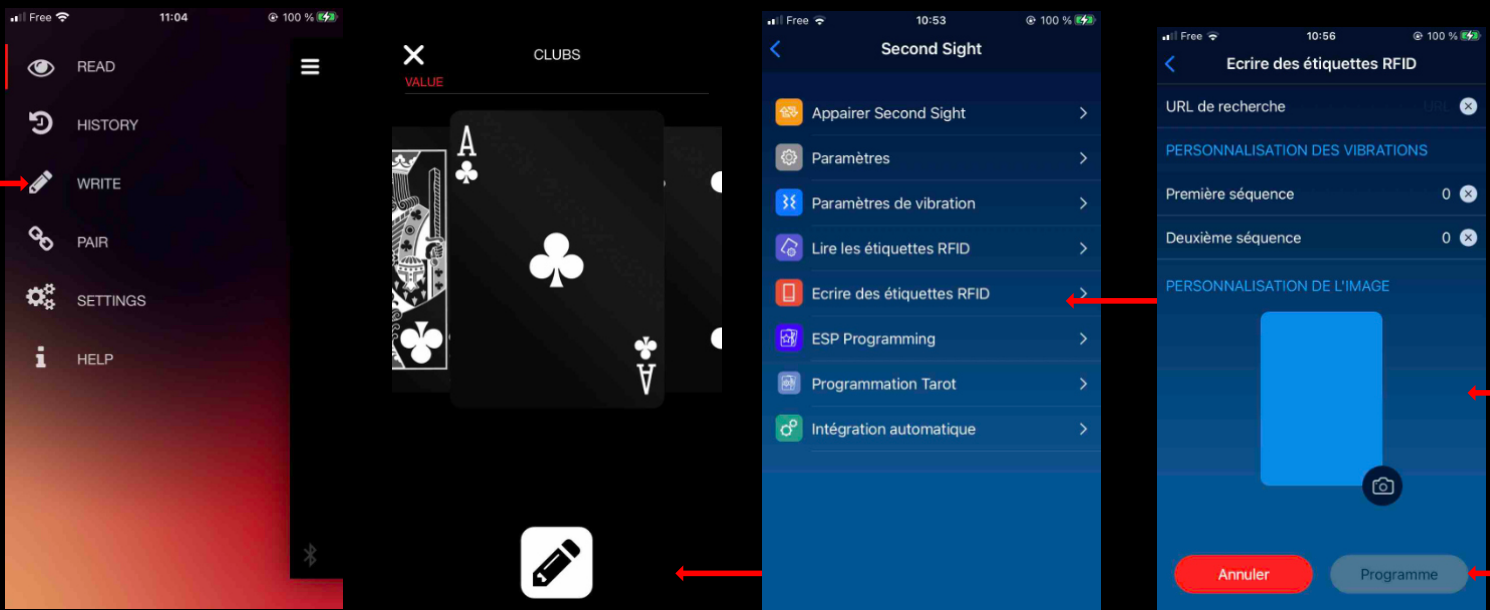 Free 11:04 100 %
READ
HISTORY
WRITE
PAIR
SETTINGS
HELP
CLUBS
VALUE
A
A
Free 10:53 100 %
Second Sight
Appairer Second Sight
Paramètres
Paramètres de vibration
Lire les étiquettes RFID
Ecrire des étiquettes RFID
ESP Programming
Programmation Tarot
Intégration automatique
Free 10:56 100 %
Ecrire des étiquettes RFID
URL de recherche URL
PERSONNALISATION DES VIBRATIONS
Première séquence 0
Deuxième séquence 0
PERSONNALISATION DE L'IMAGE
Annuler Programme